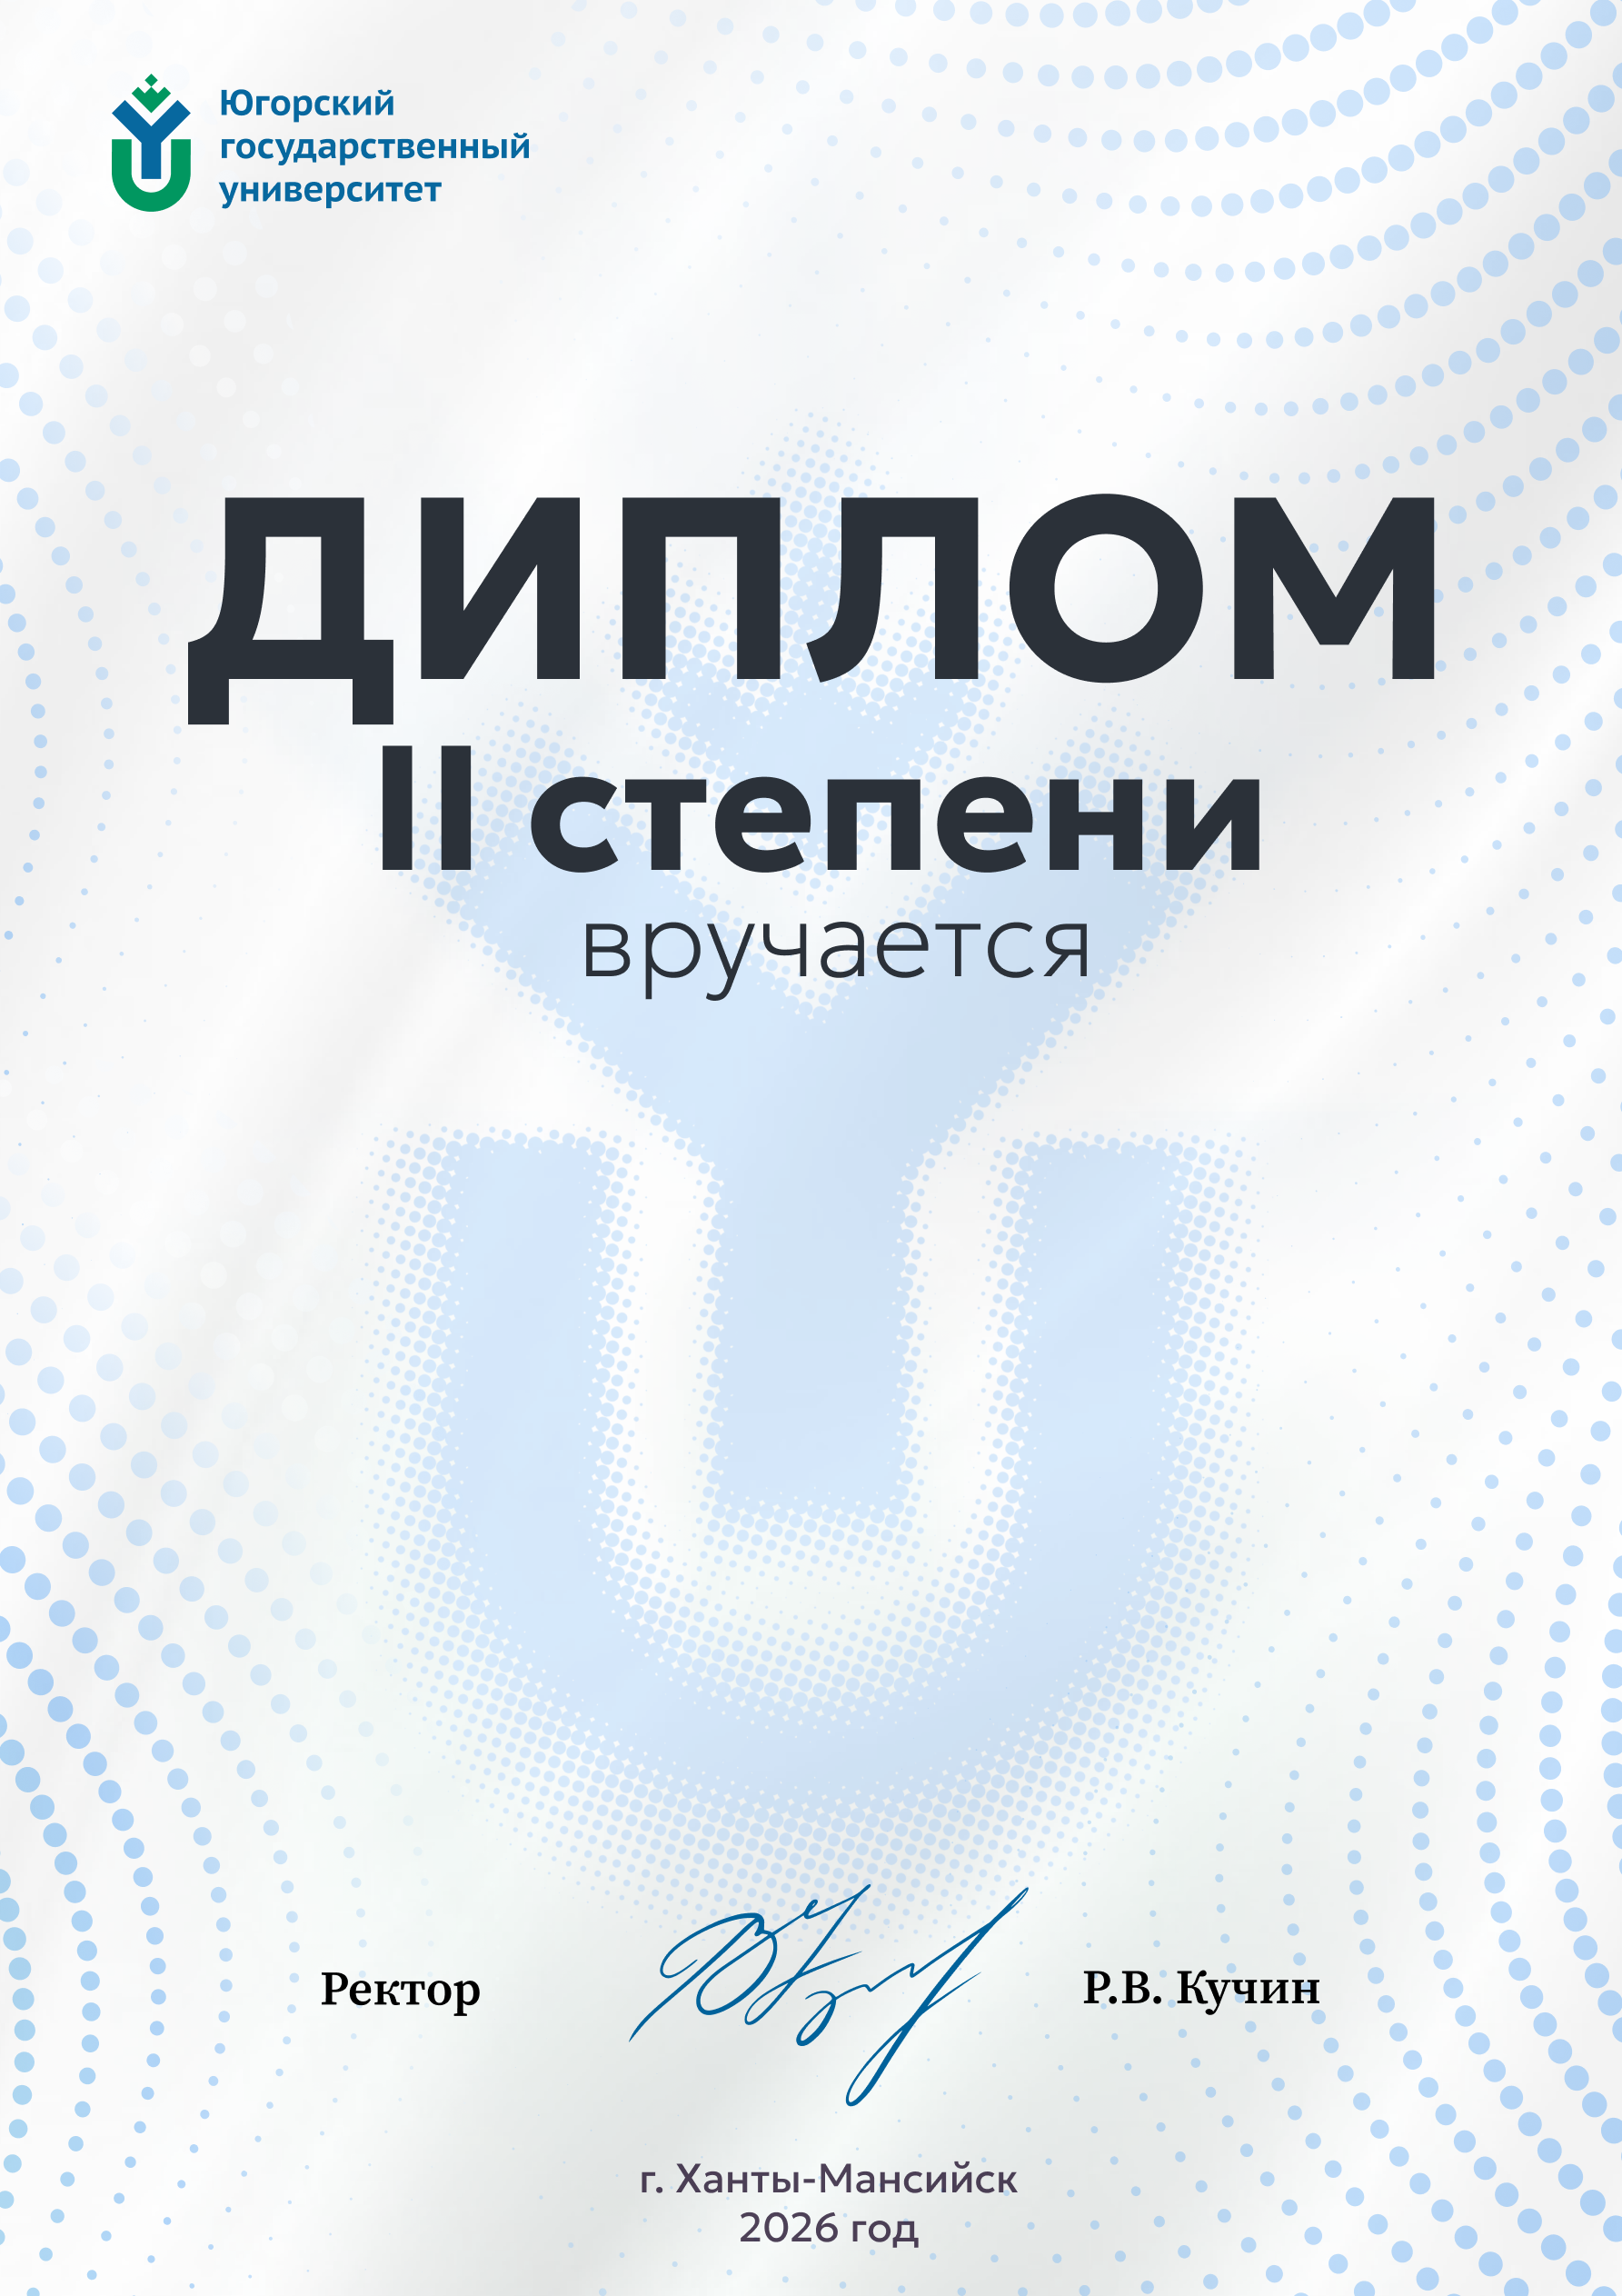 Югорский
государственный
университет
ДИПЛОМ
II степени
вручается
Ректор
Р.В. Кучин
г. Ханты-Мансийск
2026 год